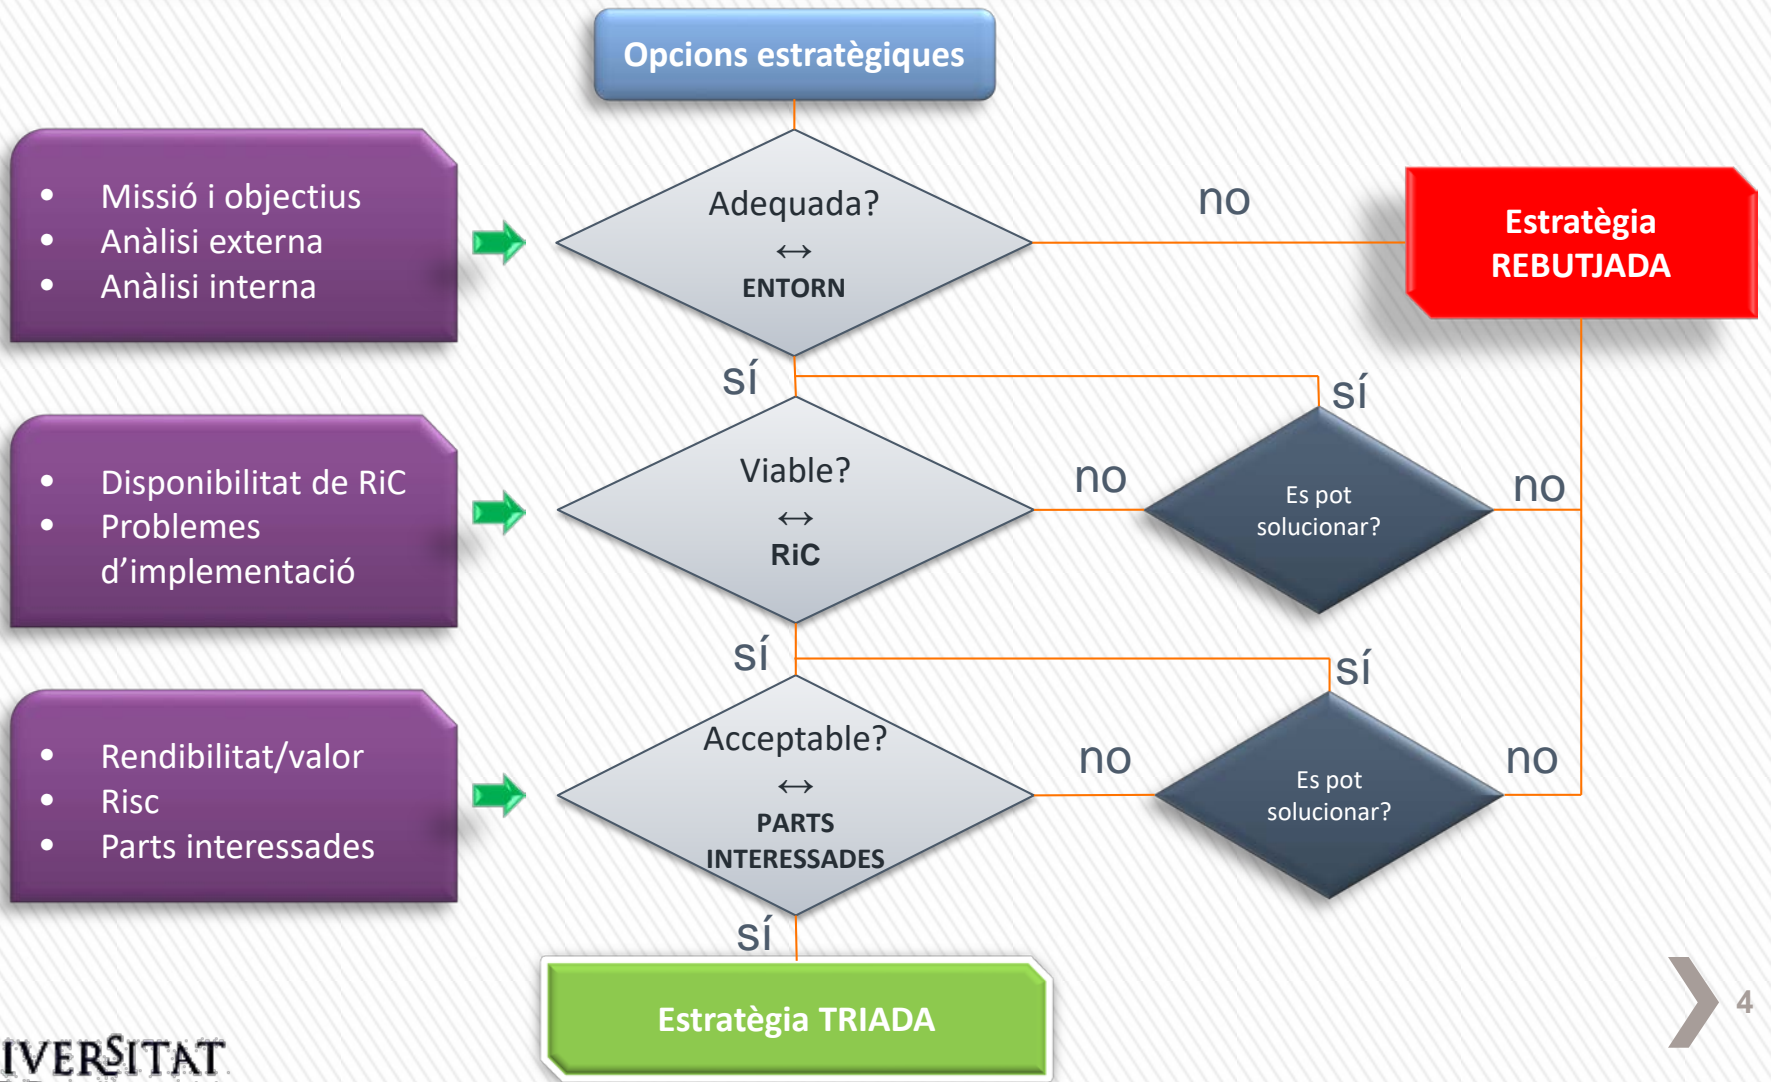 Opcions estratègiques
• Missió i objectius
• Anàlisi externa
• Anàlisi interna
Adequada?
↔
ENTORN
no
Estratègia
REBUTJADA
sí
sí
• Disponibilitat de RiC
• Problemes
d’implementació
Viable?
↔
RiC
no
Es pot
solucionar?
no
sí
sí
• Rendibilitat/valor
• Risc
• Parts interessades
Acceptable?
↔
PARTS
INTERESSADES
no
Es pot
solucionar?
no
sí
Estratègia TRIADA
4
IVERSITAT